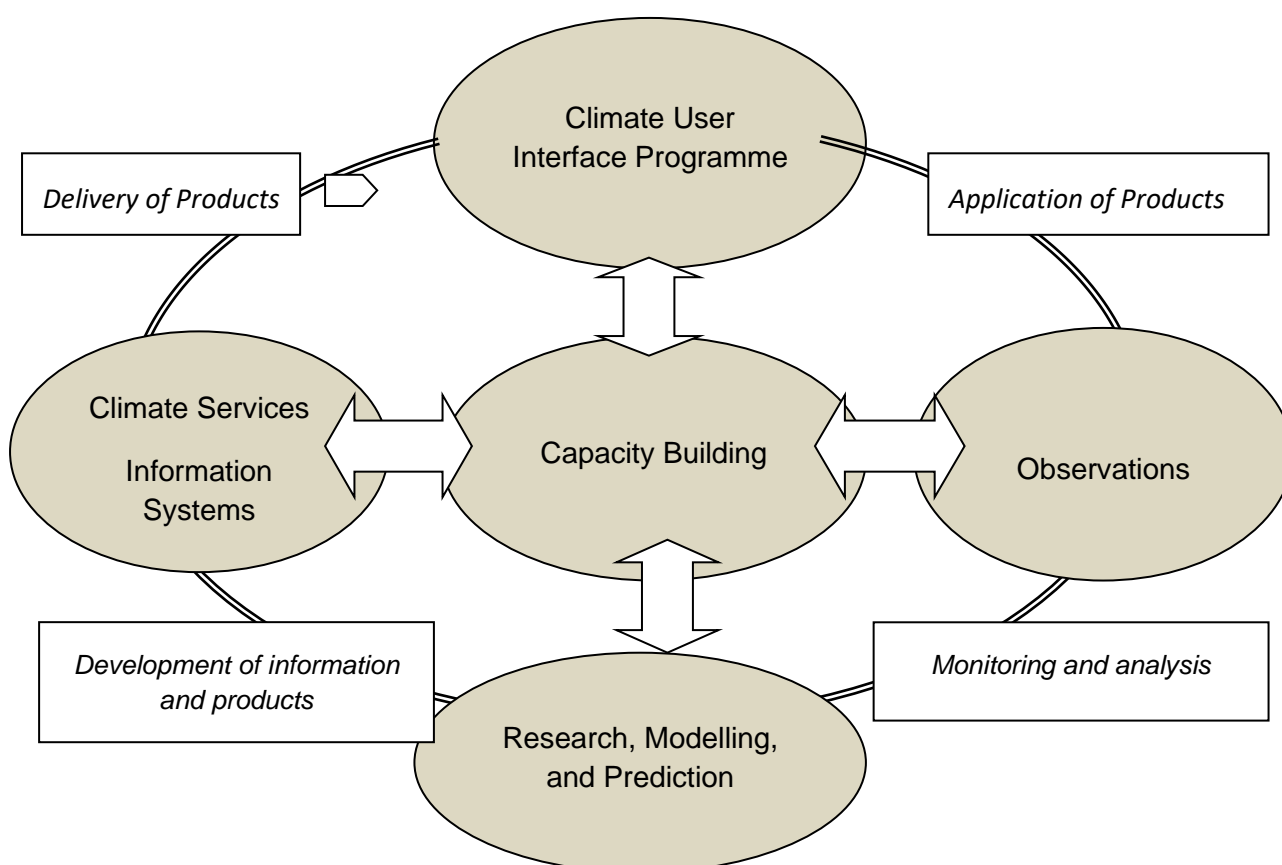 Climate User
Interface Programme
Delivery of Products
Application of Products
Climate Services
Information
Systems
Capacity Building
Observations
Development of information
and products
Monitoring and analysis
Research, Modelling,
and Prediction